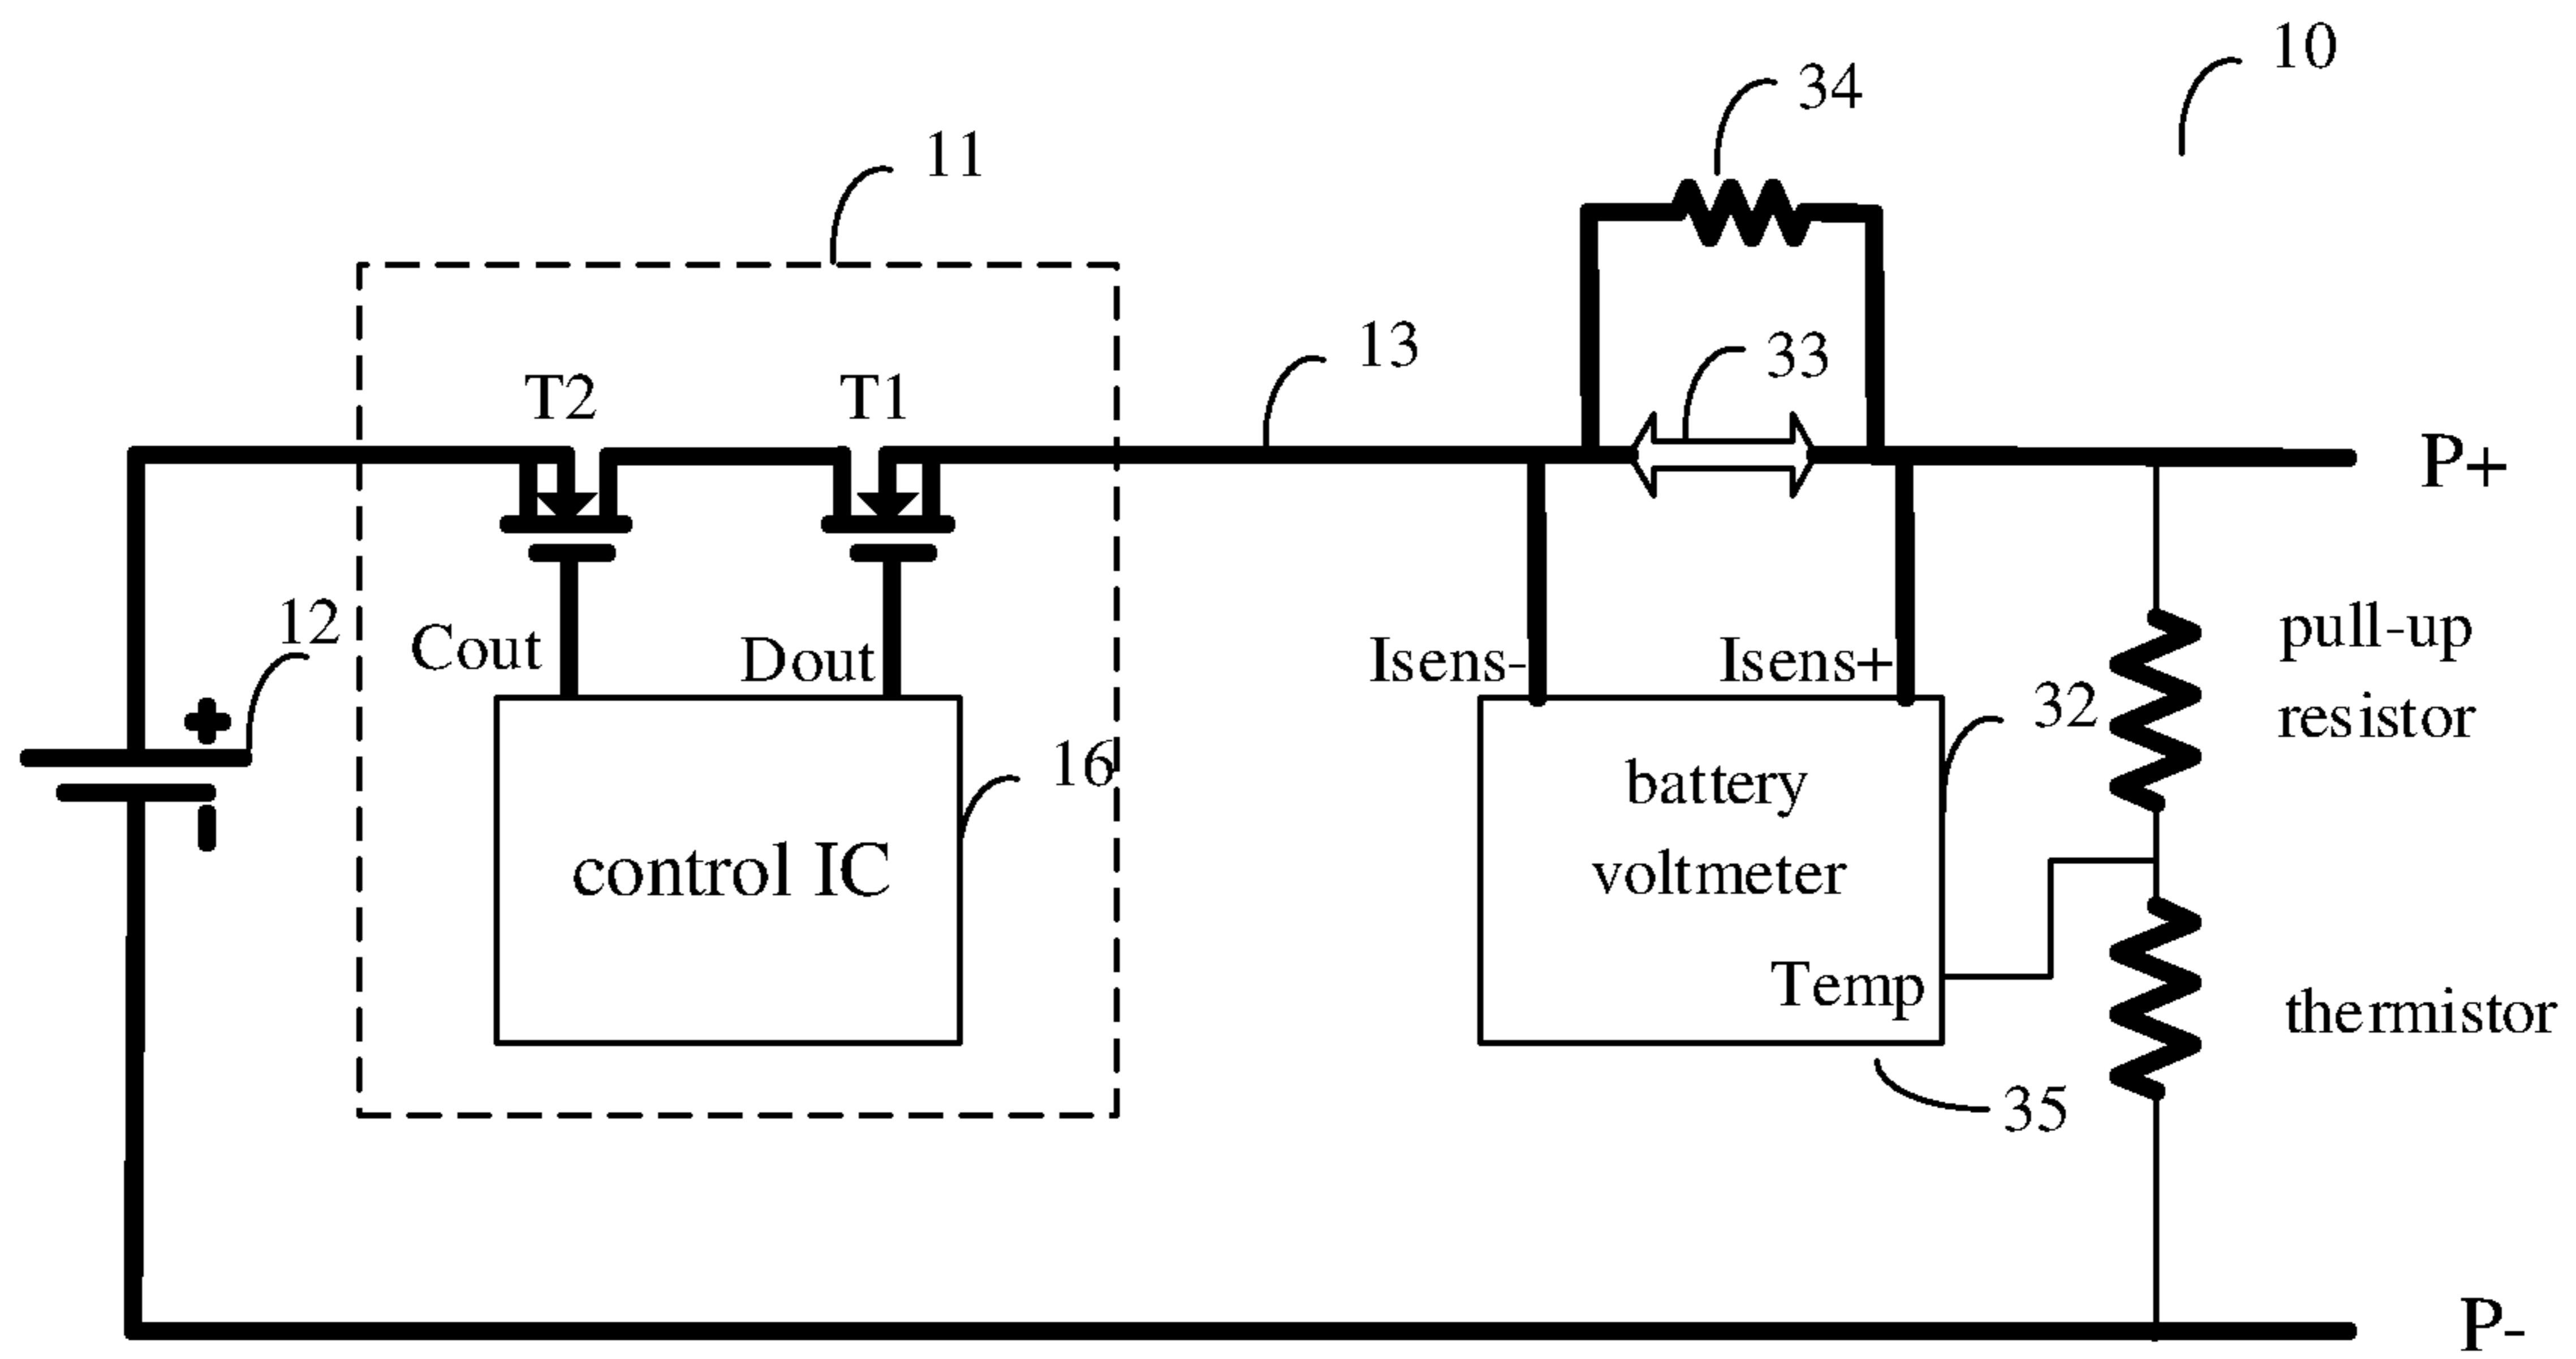 10
34
11
13
33
T2
T1
P+
12
Cout
Dout
Isens-
Isens+
pull-up
resistor
32
16
battery
voltmeter
control IC
Temp
thermistor
35
P-